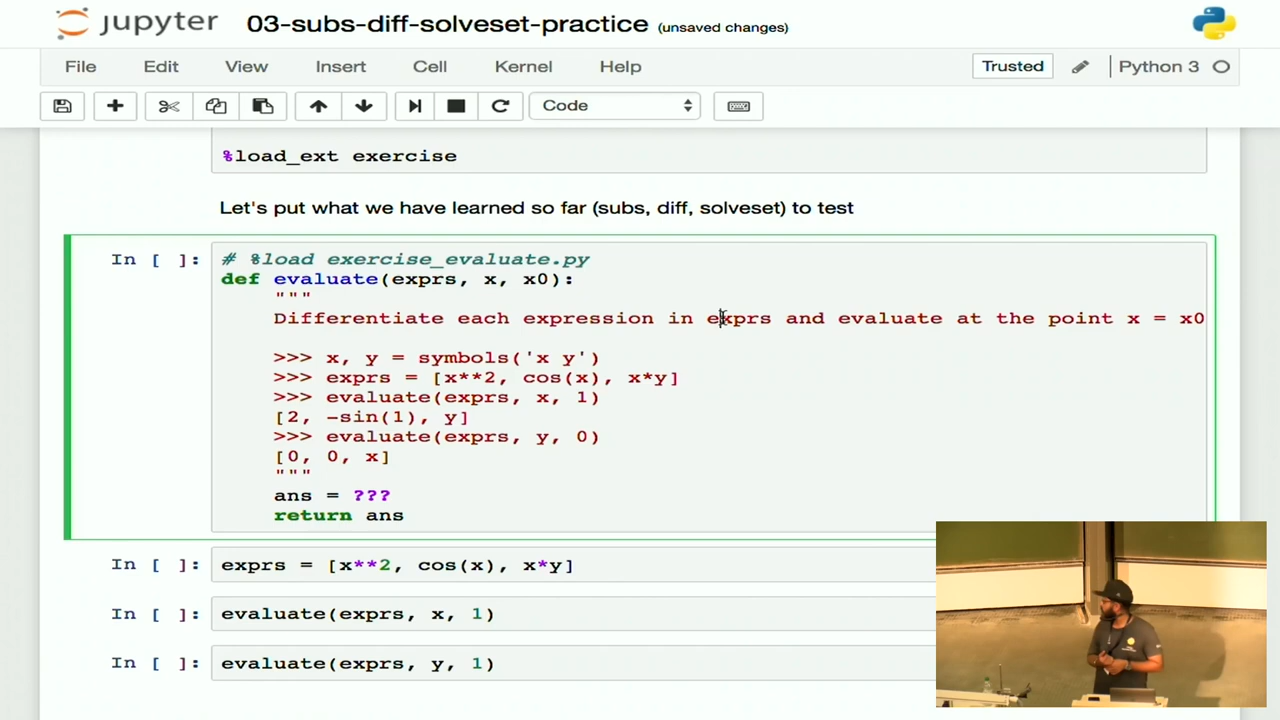 jupyter 03-subs-diff-solveset-practice (unsaved changes)
File Edit View Insert Cell Kernel Help Trusted Python 3
Code
%load_ext exercise
Let's put what we have learned so far (subs, diff, solveset) to test
In [ ]: # %load exercise_evaluate.py
def evaluate(exprs, x, x0):
"""
Differentiate each expression in exprs and evaluate at the point x = x0
>>> x, y = symbols('x y')
>>> exprs = [x**2, cos(x), x*y]
>>> evaluate(exprs, x, 1)
[2, -sin(1), y]
>>> evaluate(exprs, y, 0)
[0, 0, x]
"""
ans = ???
return ans
In [ ]: exprs = [x**2, cos(x), x*y]
In [ ]: evaluate(exprs, x, 1)
In [ ]: evaluate(exprs, y, 1)